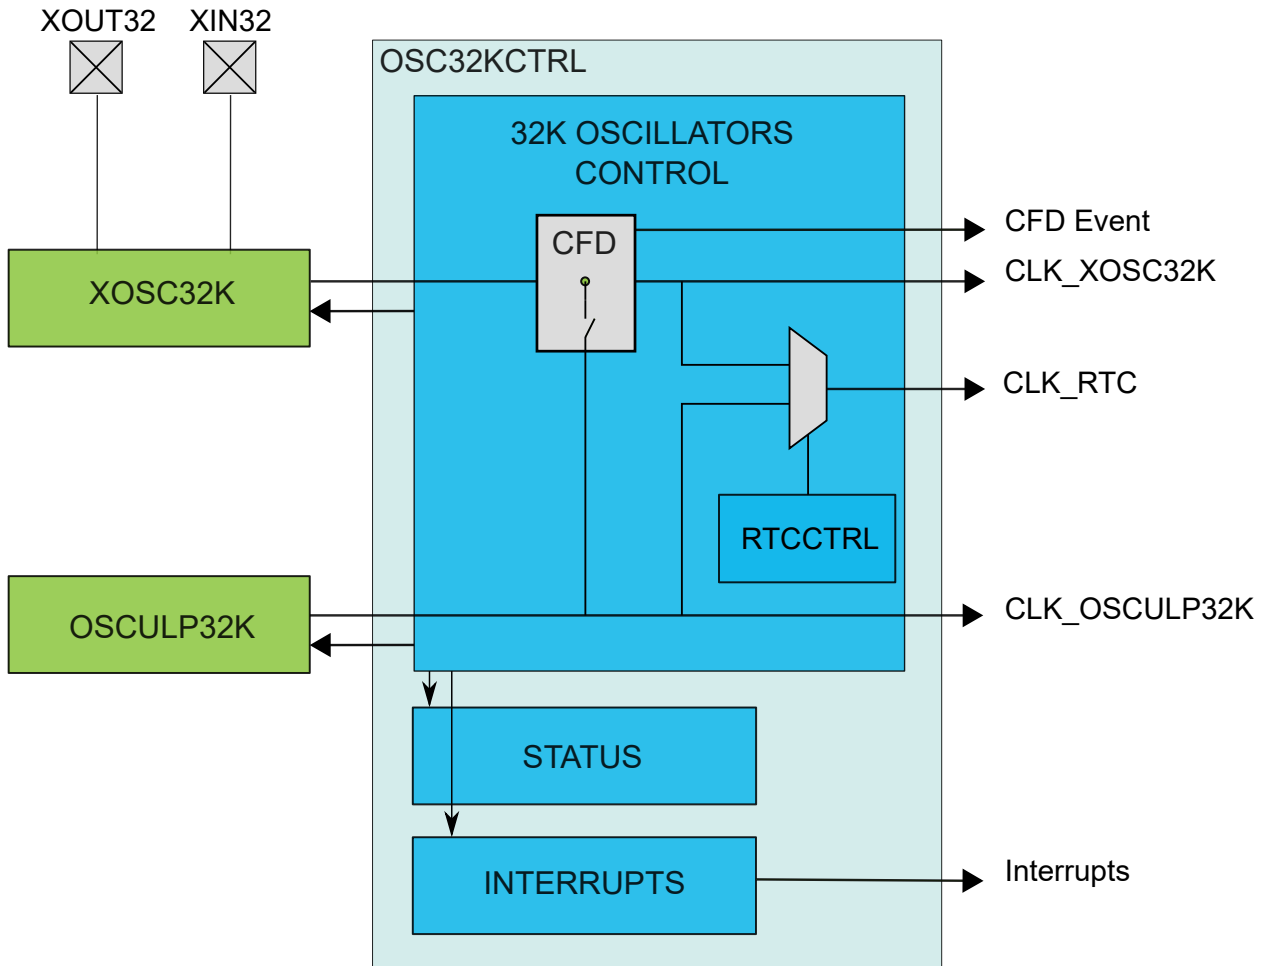 XOUT32
XIN32
OSC32KCTRL
32K OSCILLATORS
CONTROL
CFD
CFD Event
XOSC32K
CLK_XOSC32K
CLK_RTC
RTCCTRL
OSCULP32K
CLK_OSCULP32K
STATUS
INTERRUPTS
Interrupts